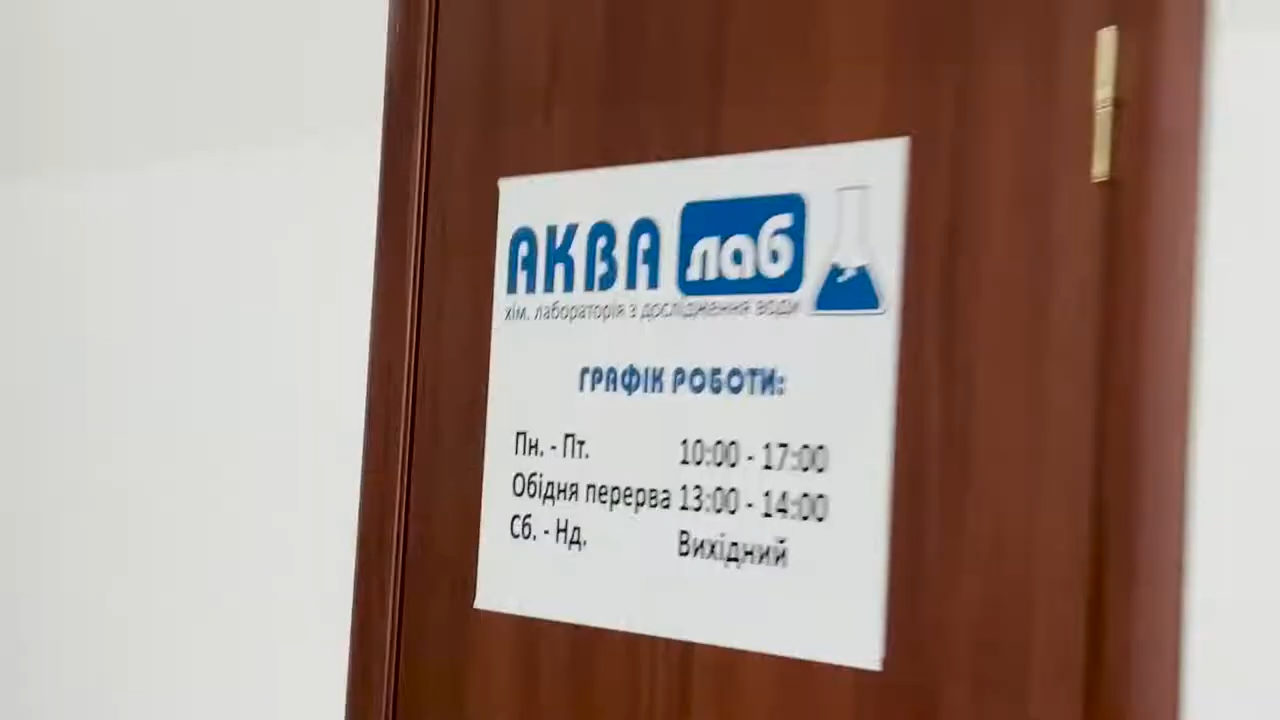 АКВА лаб
хім. лабораторія з дослідження води
ГРАФІК РОБОТИ:
Пн. - Пт. 10:00 - 17:00
Обідня перерва 13:00 - 14:00
Сб. - Нд. Вихідний